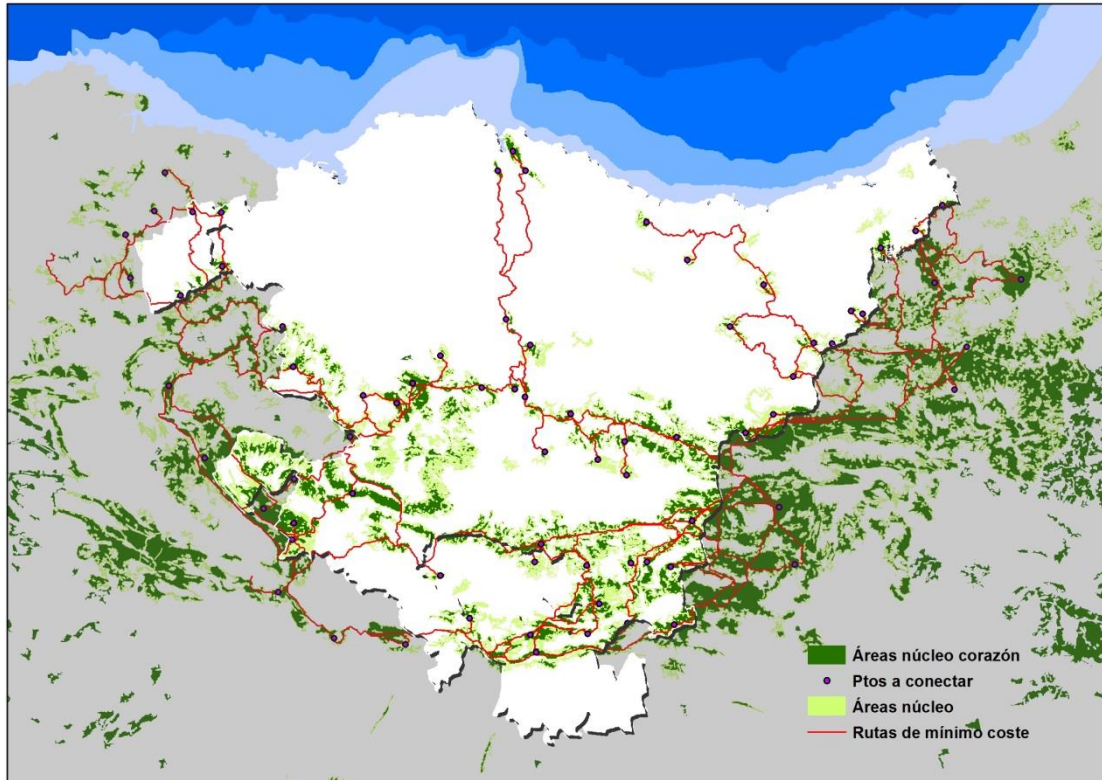 Áreas núcleo corazón
Ptos a conectar
Áreas núcleo
Rutas de mínimo coste